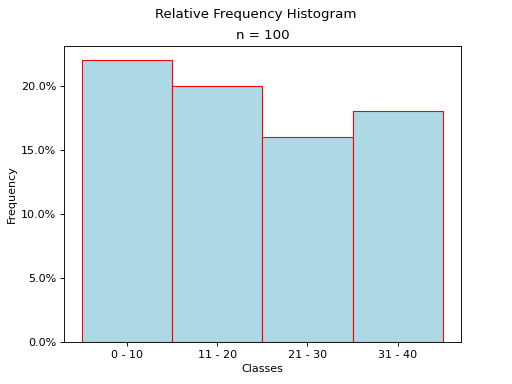 Relative Frequency Histogram
n = 100
20.0%
15.0%
10.0%
5.0%
0.0%
Frequency
0 - 10 11 - 20 21 - 30 31 - 40
Classes